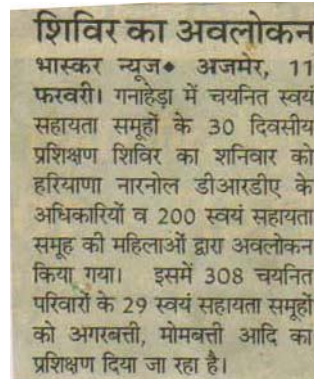 शिविर का अवलोकन
भास्कर न्यूज◆ अजमेर, 11
फरवरी। गनाहेड़ा में चयनित स्वयं
सहायता समूहों के 30 दिवसीय
प्रशिक्षण शिविर का शनिवार को
हरियाणा नारनोल डीआरडीए के
अधिकारियों व 200 स्वयं सहायता
समूह की महिलाओं द्वारा अवलोकन
किया गया। इसमें 308 चयनित
परिवारों के 29 स्वयं सहायता समूहों
को अगरबत्ती, मोमबत्ती आदि का
प्रशिक्षण दिया जा रहा है।